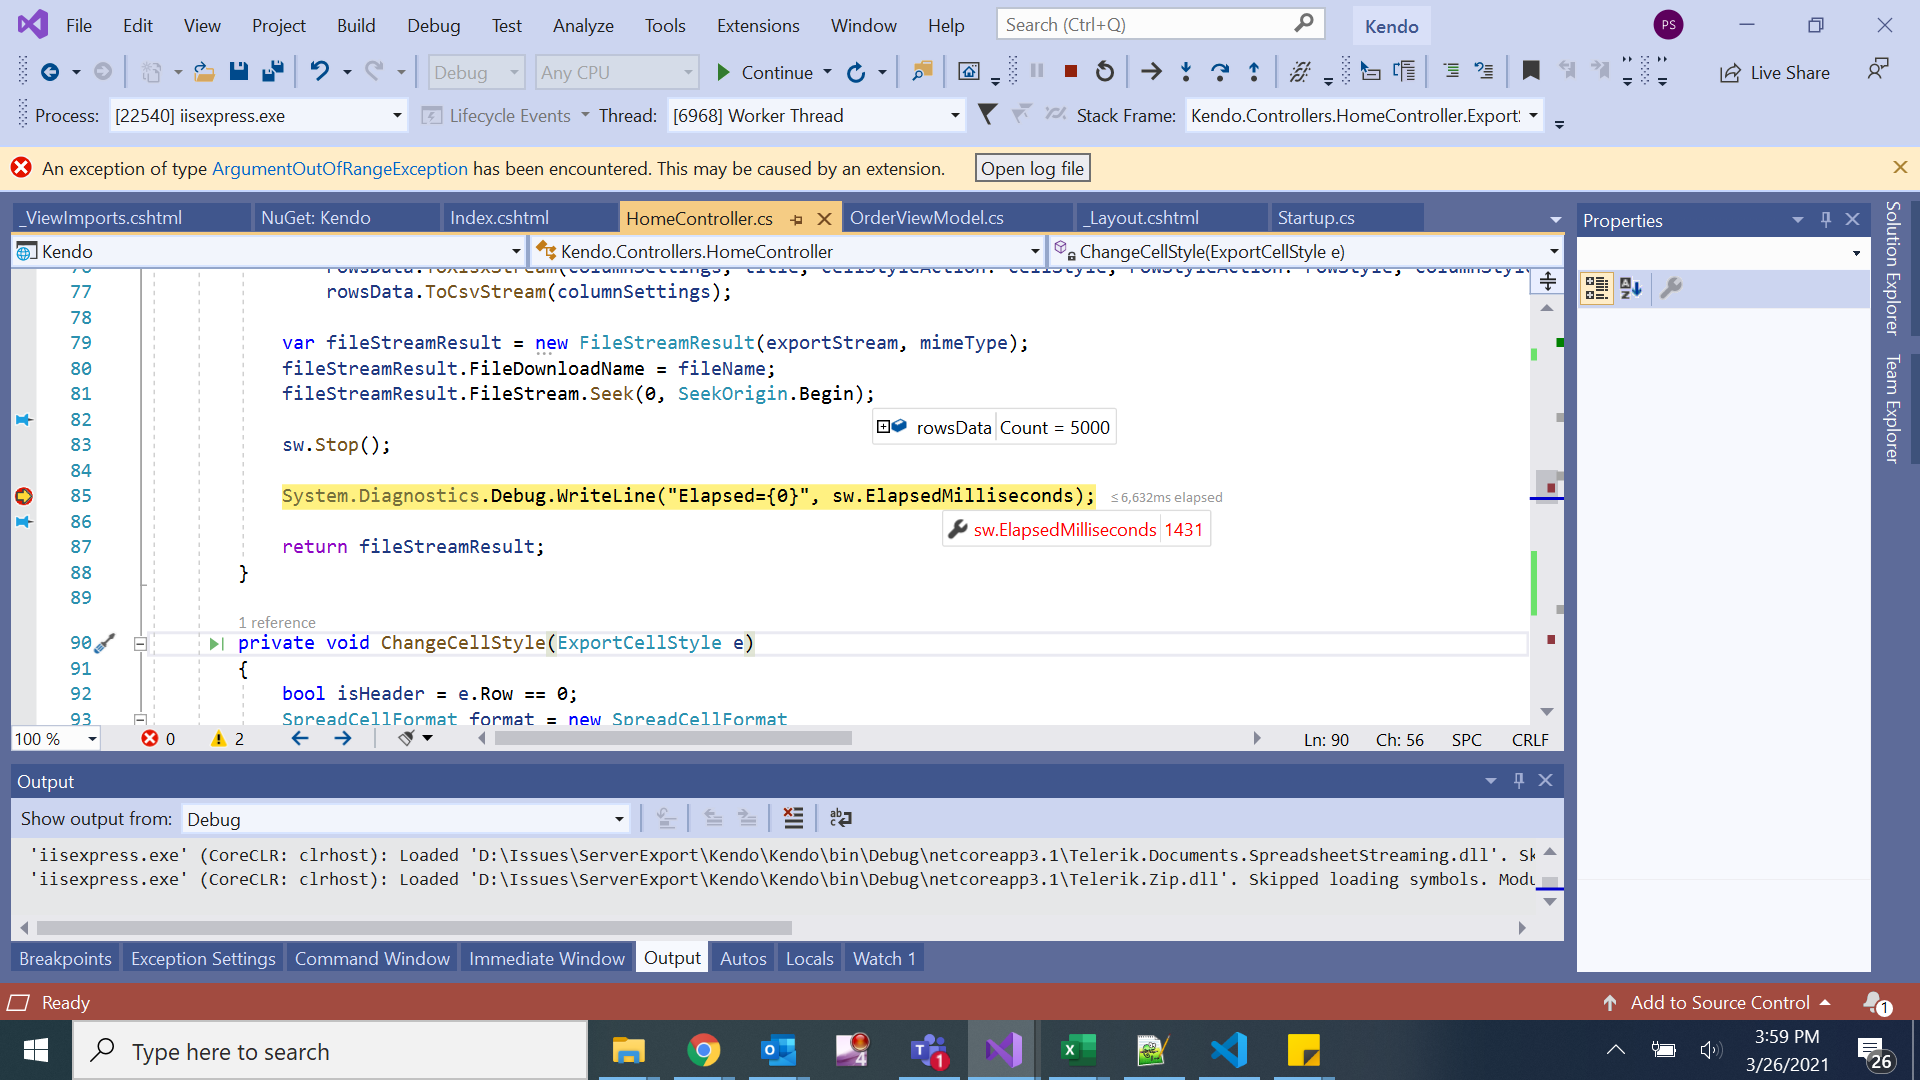 File Edit View Project Build Debug Test Analyze Tools Extensions Window Help Search (Ctrl+Q) Kendo PS
Debug Any CPU Continue Live Share
Process: [22540] iisexpress.exe Lifecycle Events Thread: [6968] Worker Thread Stack Frame: Kendo.Controllers.HomeController.Export
An exception of type ArgumentOutOfRangeException has been encountered. This may be caused by an extension. Open log file
_ViewImports.cshtml NuGet: Kendo Index.cshtml HomeController.cs OrderViewModel.cs _Layout.cshtml Startup.cs
Properties
Solution Explorer
Team Explorer
Kendo Kendo.Controllers.HomeController ChangeCellStyle(ExportCellStyle e)
77 rowsData.ToCsvStream(columnSettings);
78
79 var fileStreamResult = new FileStreamResult(exportStream, mimeType);
80 fileStreamResult.FileDownloadName = fileName;
81 fileStreamResult.FileStream.Seek(0, SeekOrigin.Begin);
82 rowsData Count = 5000
83 sw.Stop();
84
85 System.Diagnostics.Debug.WriteLine("Elapsed={0}", sw.ElapsedMilliseconds); ≤ 6,632ms elapsed
86 sw.ElapsedMilliseconds 1431
87 return fileStreamResult;
88 }
89
1 reference
90 private void ChangeCellStyle(ExportCellStyle e)
91 {
92 bool isHeader = e.Row == 0;
93 SpreadCellFormat format = new SpreadCellFormat
100 % 0 2 Ln: 90 Ch: 56 SPC CRLF
Output
Show output from: Debug
'iisexpress.exe' (CoreCLR: clrhost): Loaded 'D:\Issues\ServerExport\Kendo\Kendo\bin\Debug\netcoreapp3.1\Telerik.Documents.SpreadsheetStreaming.dll'. Sk
'iisexpress.exe' (CoreCLR: clrhost): Loaded 'D:\Issues\ServerExport\Kendo\Kendo\bin\Debug\netcoreapp3.1\Telerik.Zip.dll'. Skipped loading symbols. Modu
Breakpoints Exception Settings Command Window Immediate Window Output Autos Locals Watch 1
Ready Add to Source Control 1
Type here to search 4 1 3:59 PM
3/26/2021 26